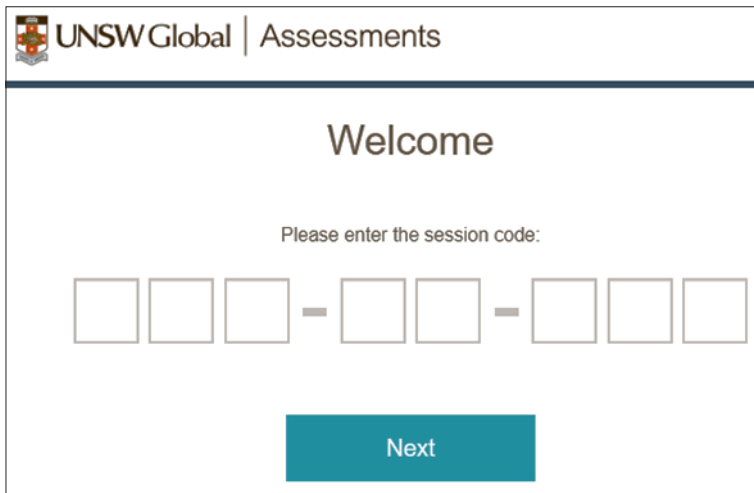 UNSW Global | Assessments
Welcome
Please enter the session code:
Next